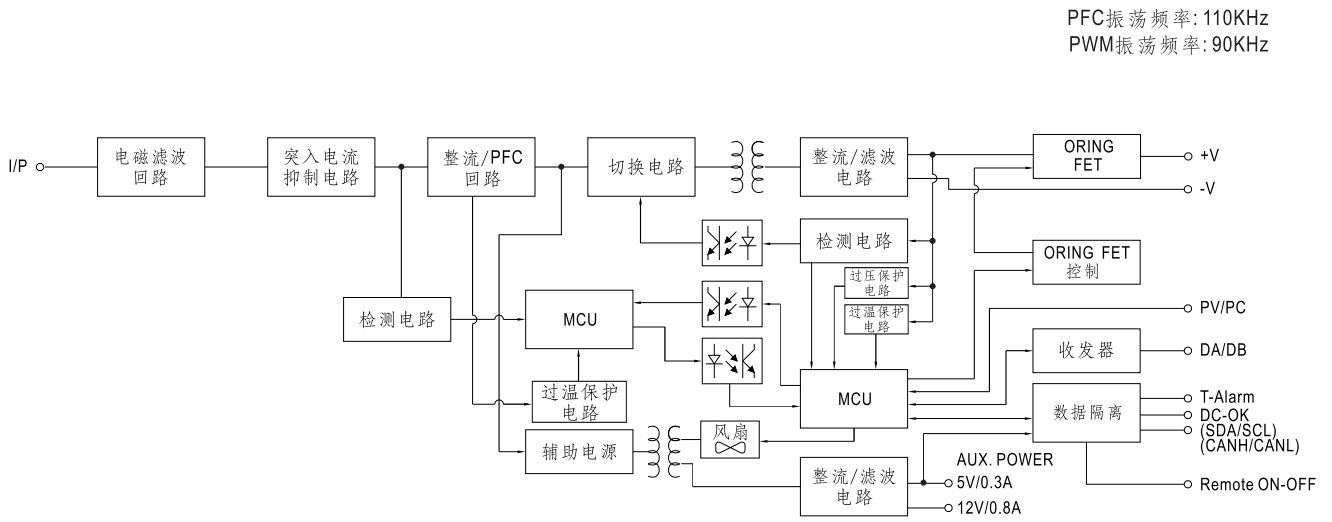 PFC振荡频率: 110KHz
PWM振荡频率: 90KHz
I/P
电磁滤波
回路
突入电流
抑制电路
整流/PFC
回路
切换电路
整流/滤波
电路
ORING
FET
+V
-V
检测电路
ORING FET
控制
过压保护
电路
过温保护
电路
检测电路
MCU
PV/PC
收发器
DA/DB
过温保护
电路
MCU
数据隔离
T-Alarm
DC-OK
(SDA/SCL)
(CANH/CANL)
辅助电源
风扇
整流/滤波
电路
AUX. POWER
5V/0.3A
12V/0.8A
Remote ON-OFF